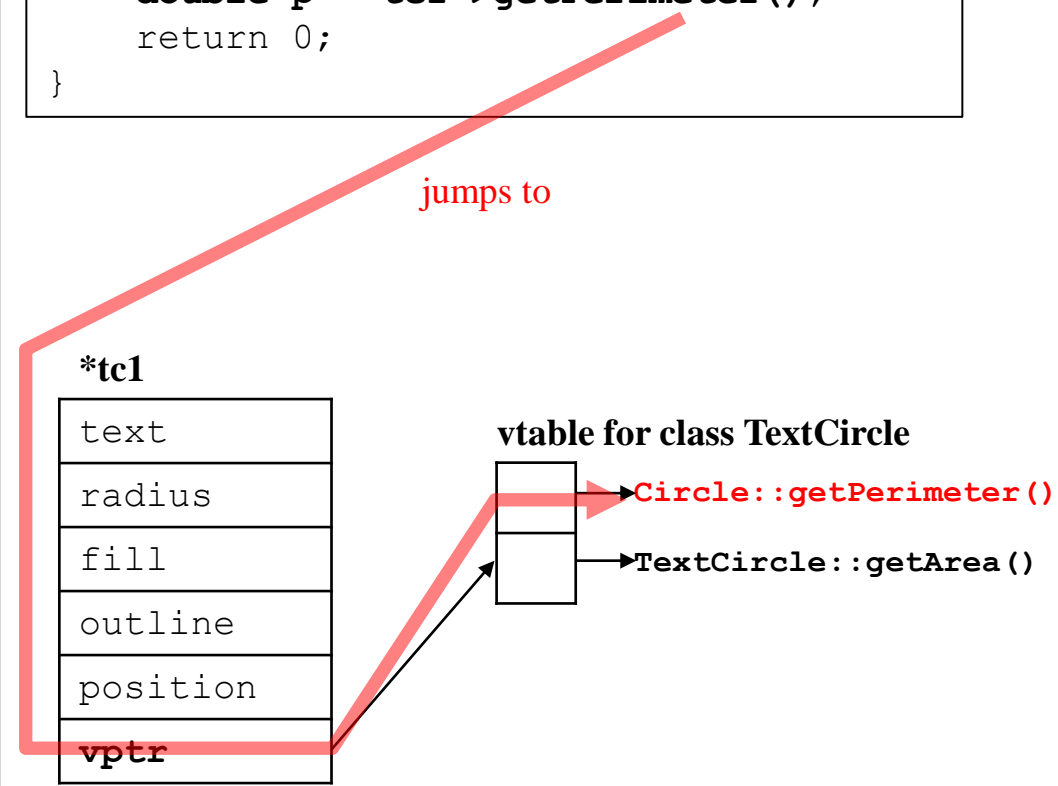 return 0;
}
jumps to
*tc1
text
radius
fill
outline
position
vptr
vtable for class TextCircle
Circle::getPerimeter()
TextCircle::getArea()